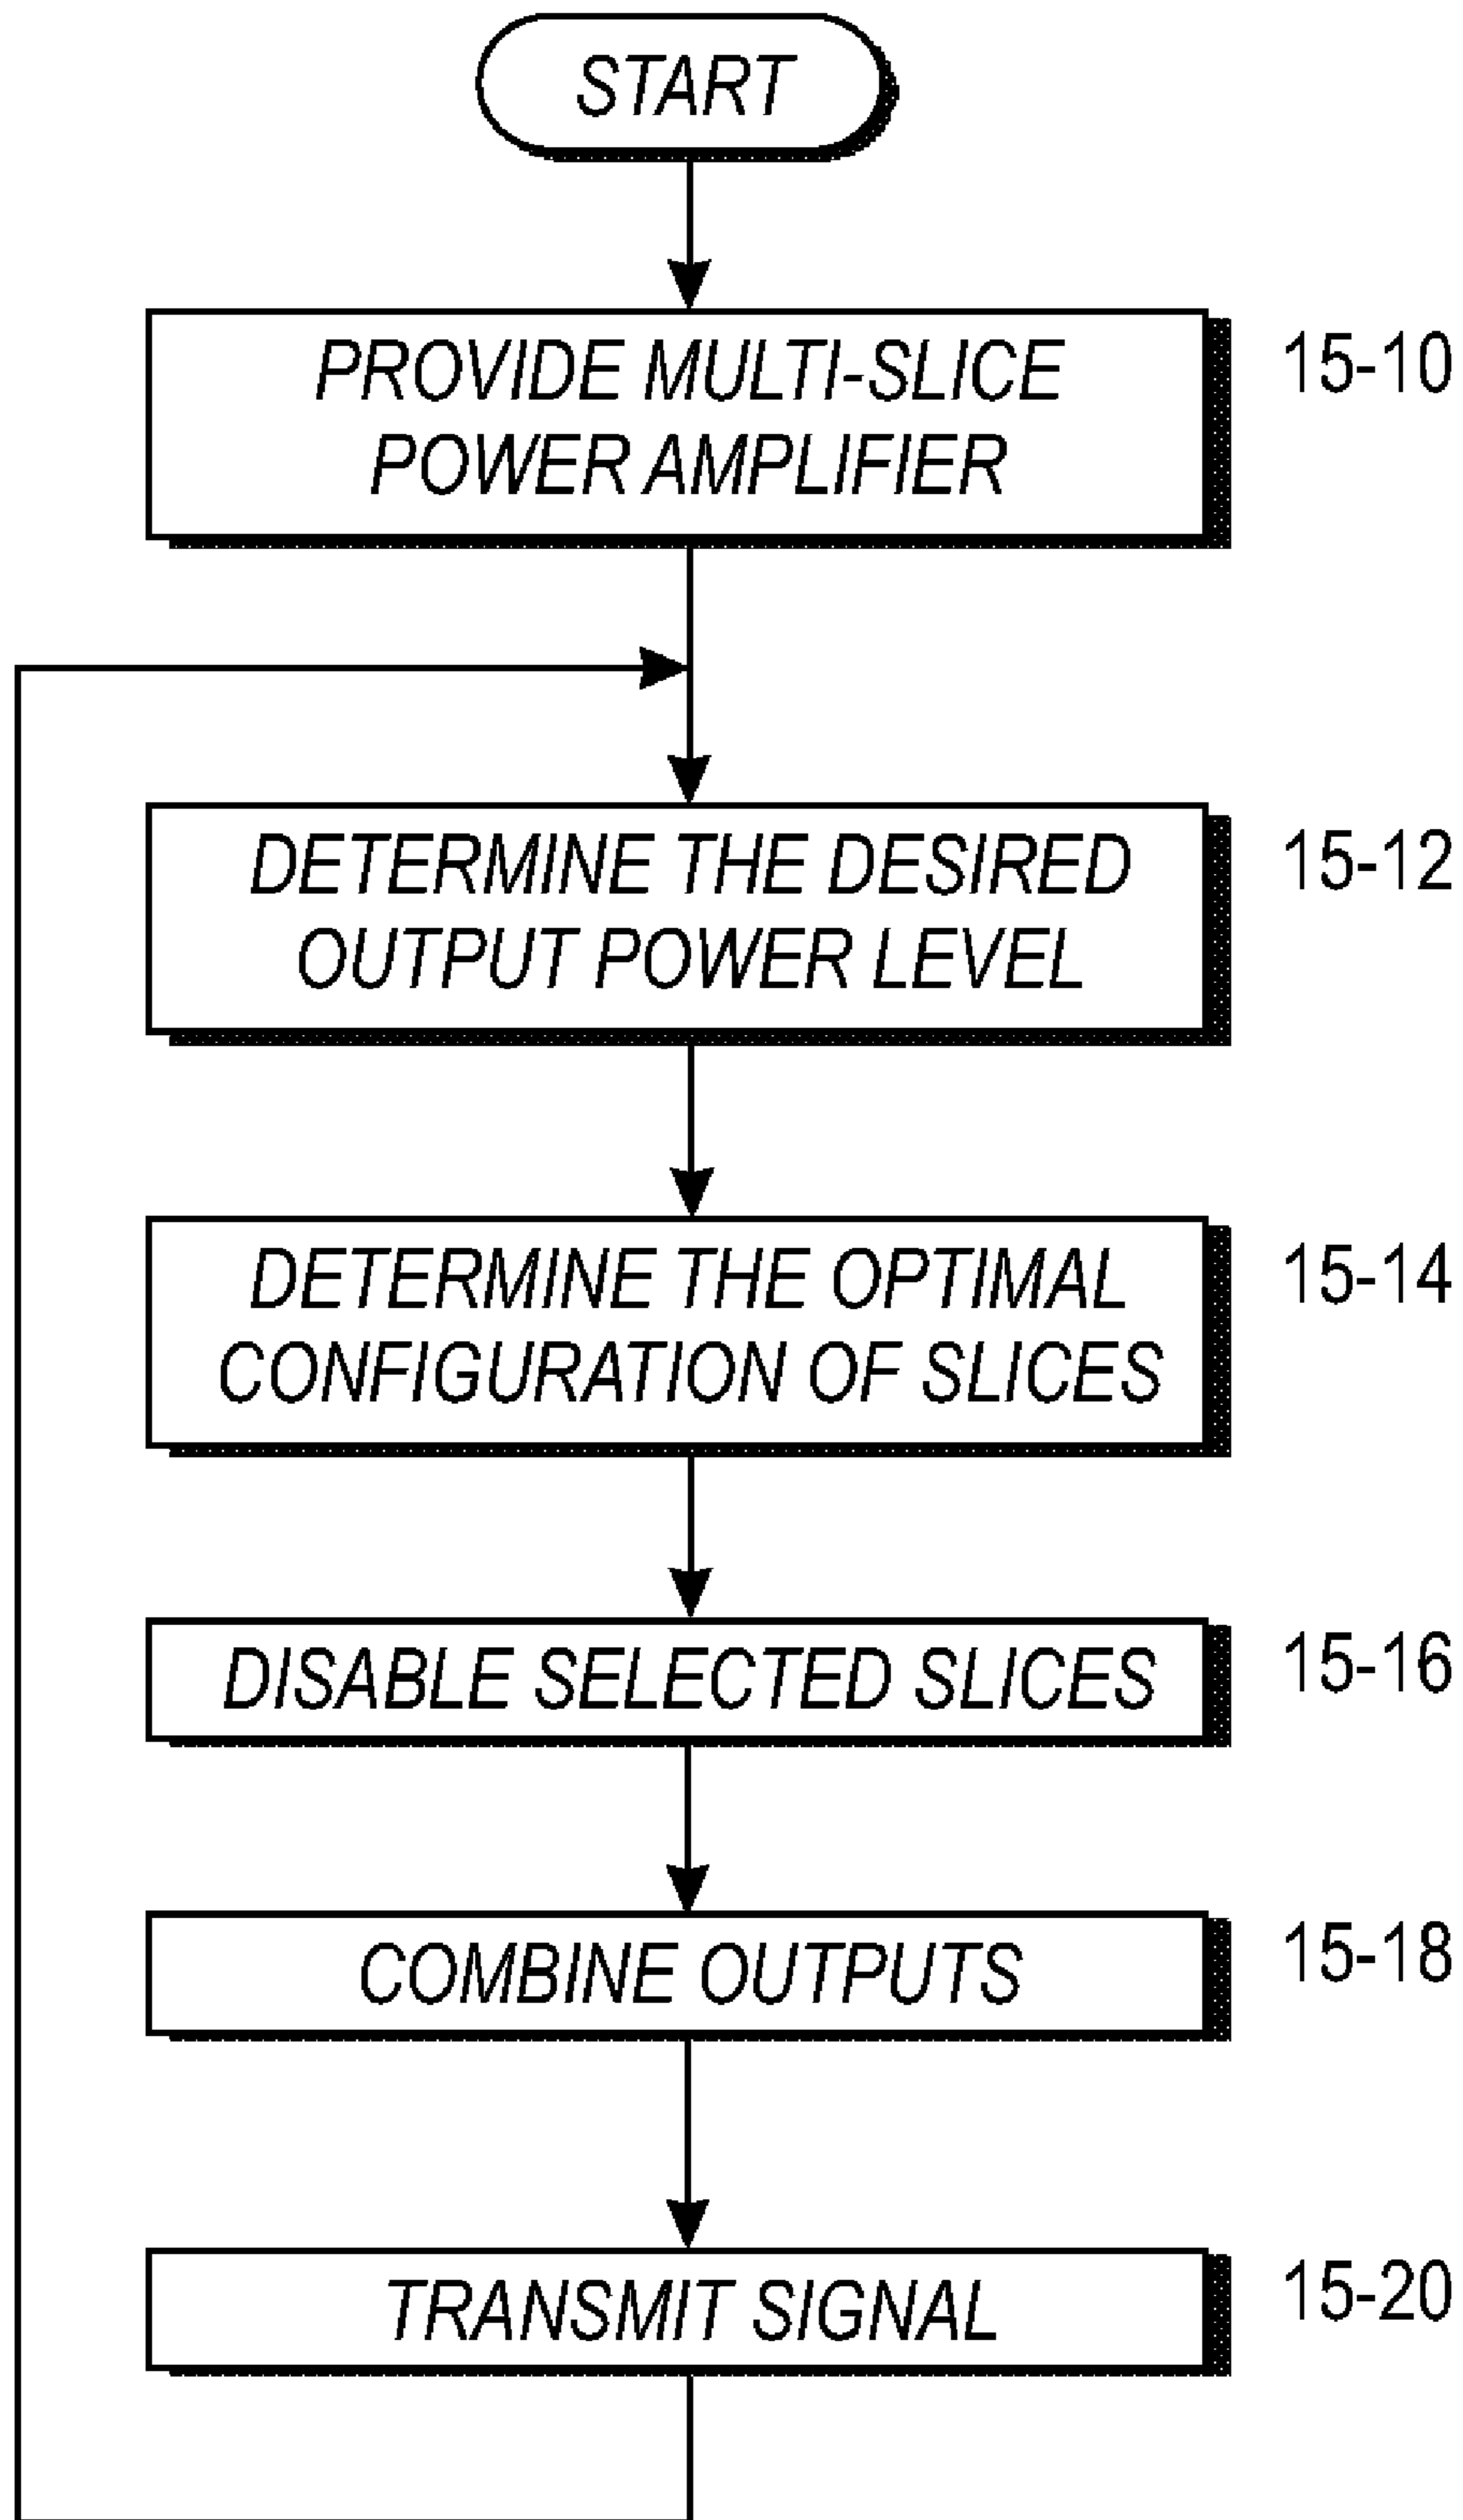 START
PROVIDE MULTI-SLICE
POWER AMPLIFIER
15-10
DETERMINE THE DESIRED
OUTPUT POWER LEVEL
15-12
DETERMINE THE OPTIMAL
CONFIGURATION OF SLICES
15-14
DISABLE SELECTED SLICES
15-16
COMBINE OUTPUTS
15-18
TRANSMIT SIGNAL
15-20